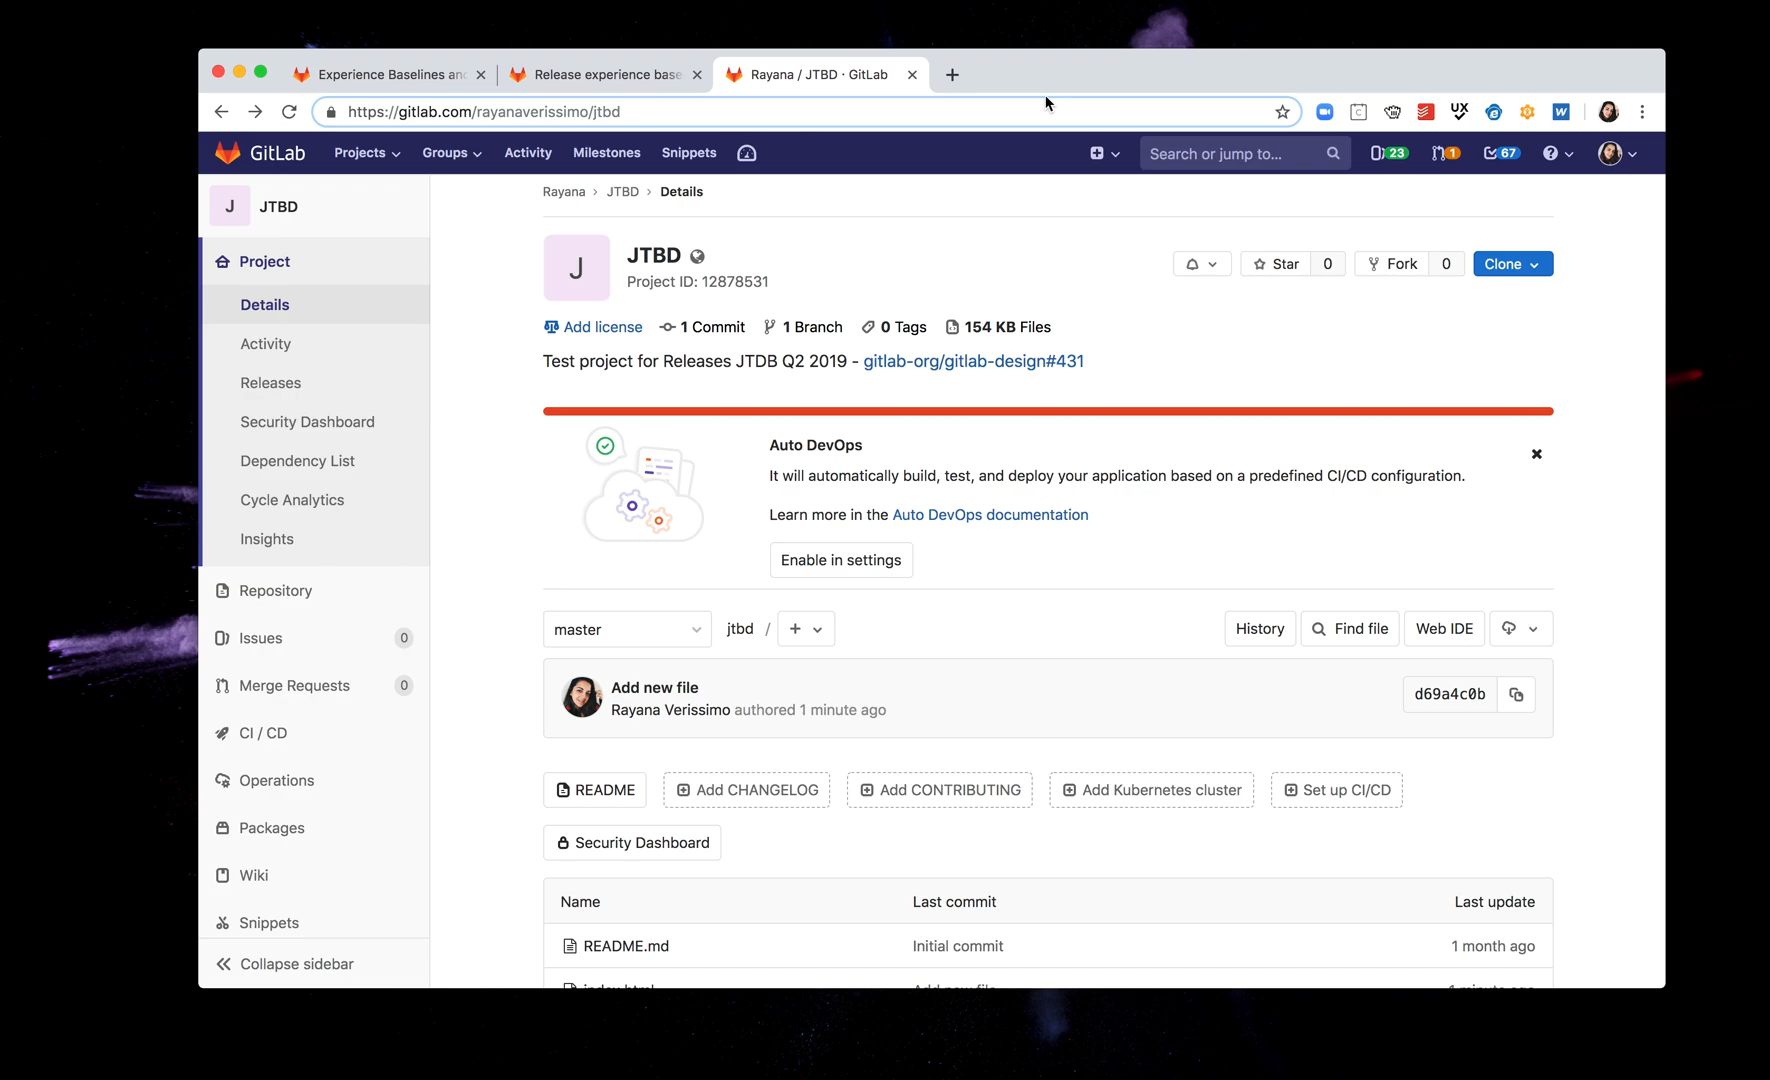 Experience Baselines and
Release experience base
Rayana / JTBD · GitLab
https://gitlab.com/rayanaverissimo/jtbd
UX
W
GitLab
Projects
Groups
Activity
Milestones
Snippets
Search or jump to...
23
1
67
J
JTBD
Project
Details
Activity
Releases
Security Dashboard
Dependency List
Cycle Analytics
Insights
Repository
Issues 0
Merge Requests 0
CI / CD
Operations
Packages
Wiki
Snippets
Collapse sidebar
Rayana > JTBD > Details
J
JTBD
Project ID: 12878531
Star 0
Fork 0
Clone
Add license 1 Commit 1 Branch 0 Tags 154 KB Files
Test project for Releases JTDB Q2 2019 - gitlab-org/gitlab-design#431
Auto DevOps
It will automatically build, test, and deploy your application based on a predefined CI/CD configuration.
Learn more in the Auto DevOps documentation
Enable in settings
master
jtbd /
History
Find file
Web IDE
Add new file
Rayana Verissimo authored 1 minute ago
d69a4c0b
README
Add CHANGELOG
Add CONTRIBUTING
Add Kubernetes cluster
Set up CI/CD
Security Dashboard
Name Last commit Last update
README.md Initial commit 1 month ago
index.html Add new file 1 minute ago